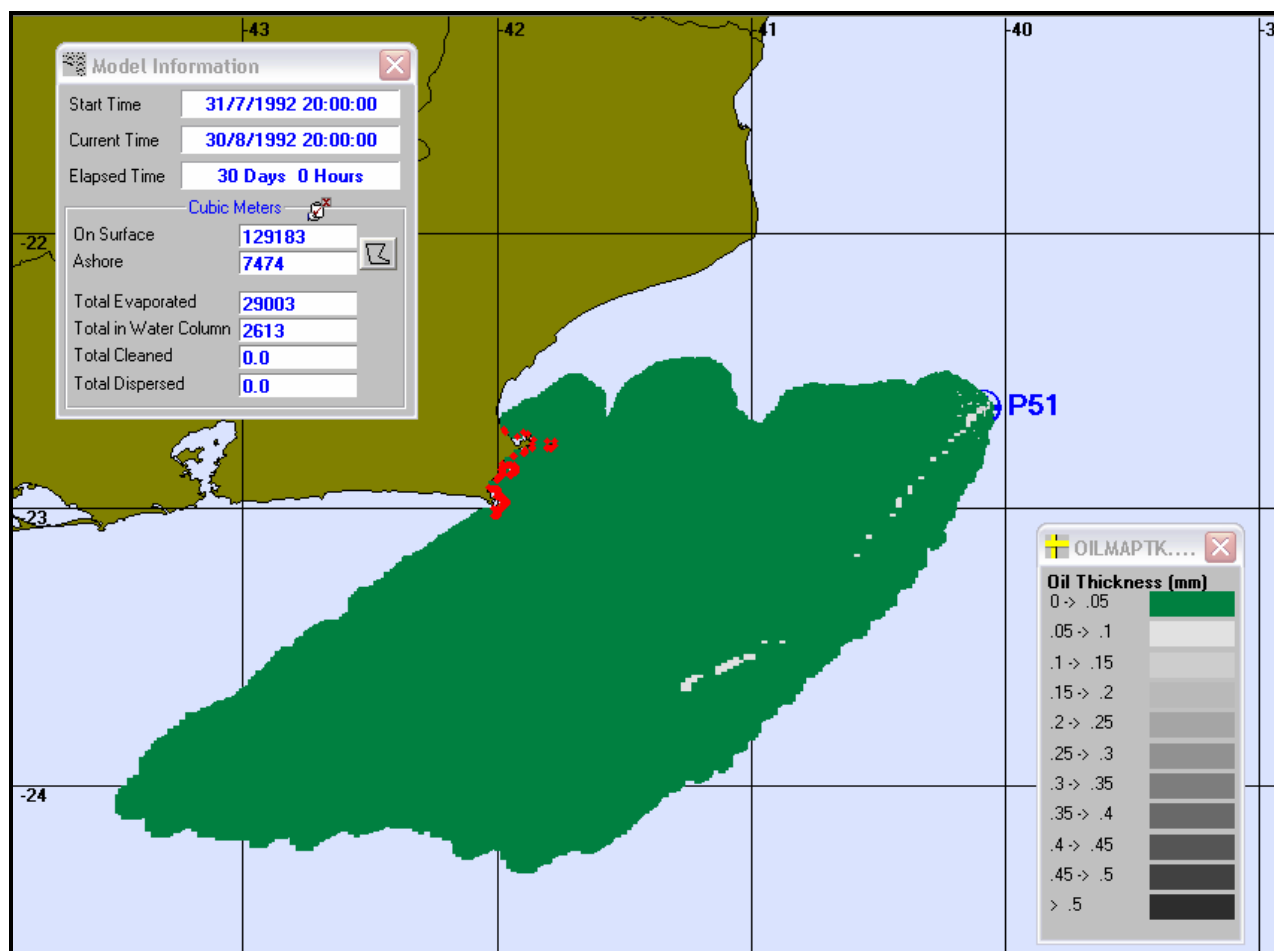 -43
-42
-41
-40
-3
Model Information
Start Time 31/7/1992 20:00:00
Current Time 30/8/1992 20:00:00
Elapsed Time 30 Days 0 Hours
Cubic Meters
On Surface 129183
Ashore 7474
Total Evaporated 29003
Total in Water Column 2613
Total Cleaned 0.0
Total Dispersed 0.0
-22
P51
-23
OILMAPTK....
Oil Thickness (mm)
0 -> .05
.05 -> .1
.1 -> .15
.15 -> .2
.2 -> .25
.25 -> .3
.3 -> .35
.35 -> .4
.4 -> .45
.45 -> .5
> .5
-24